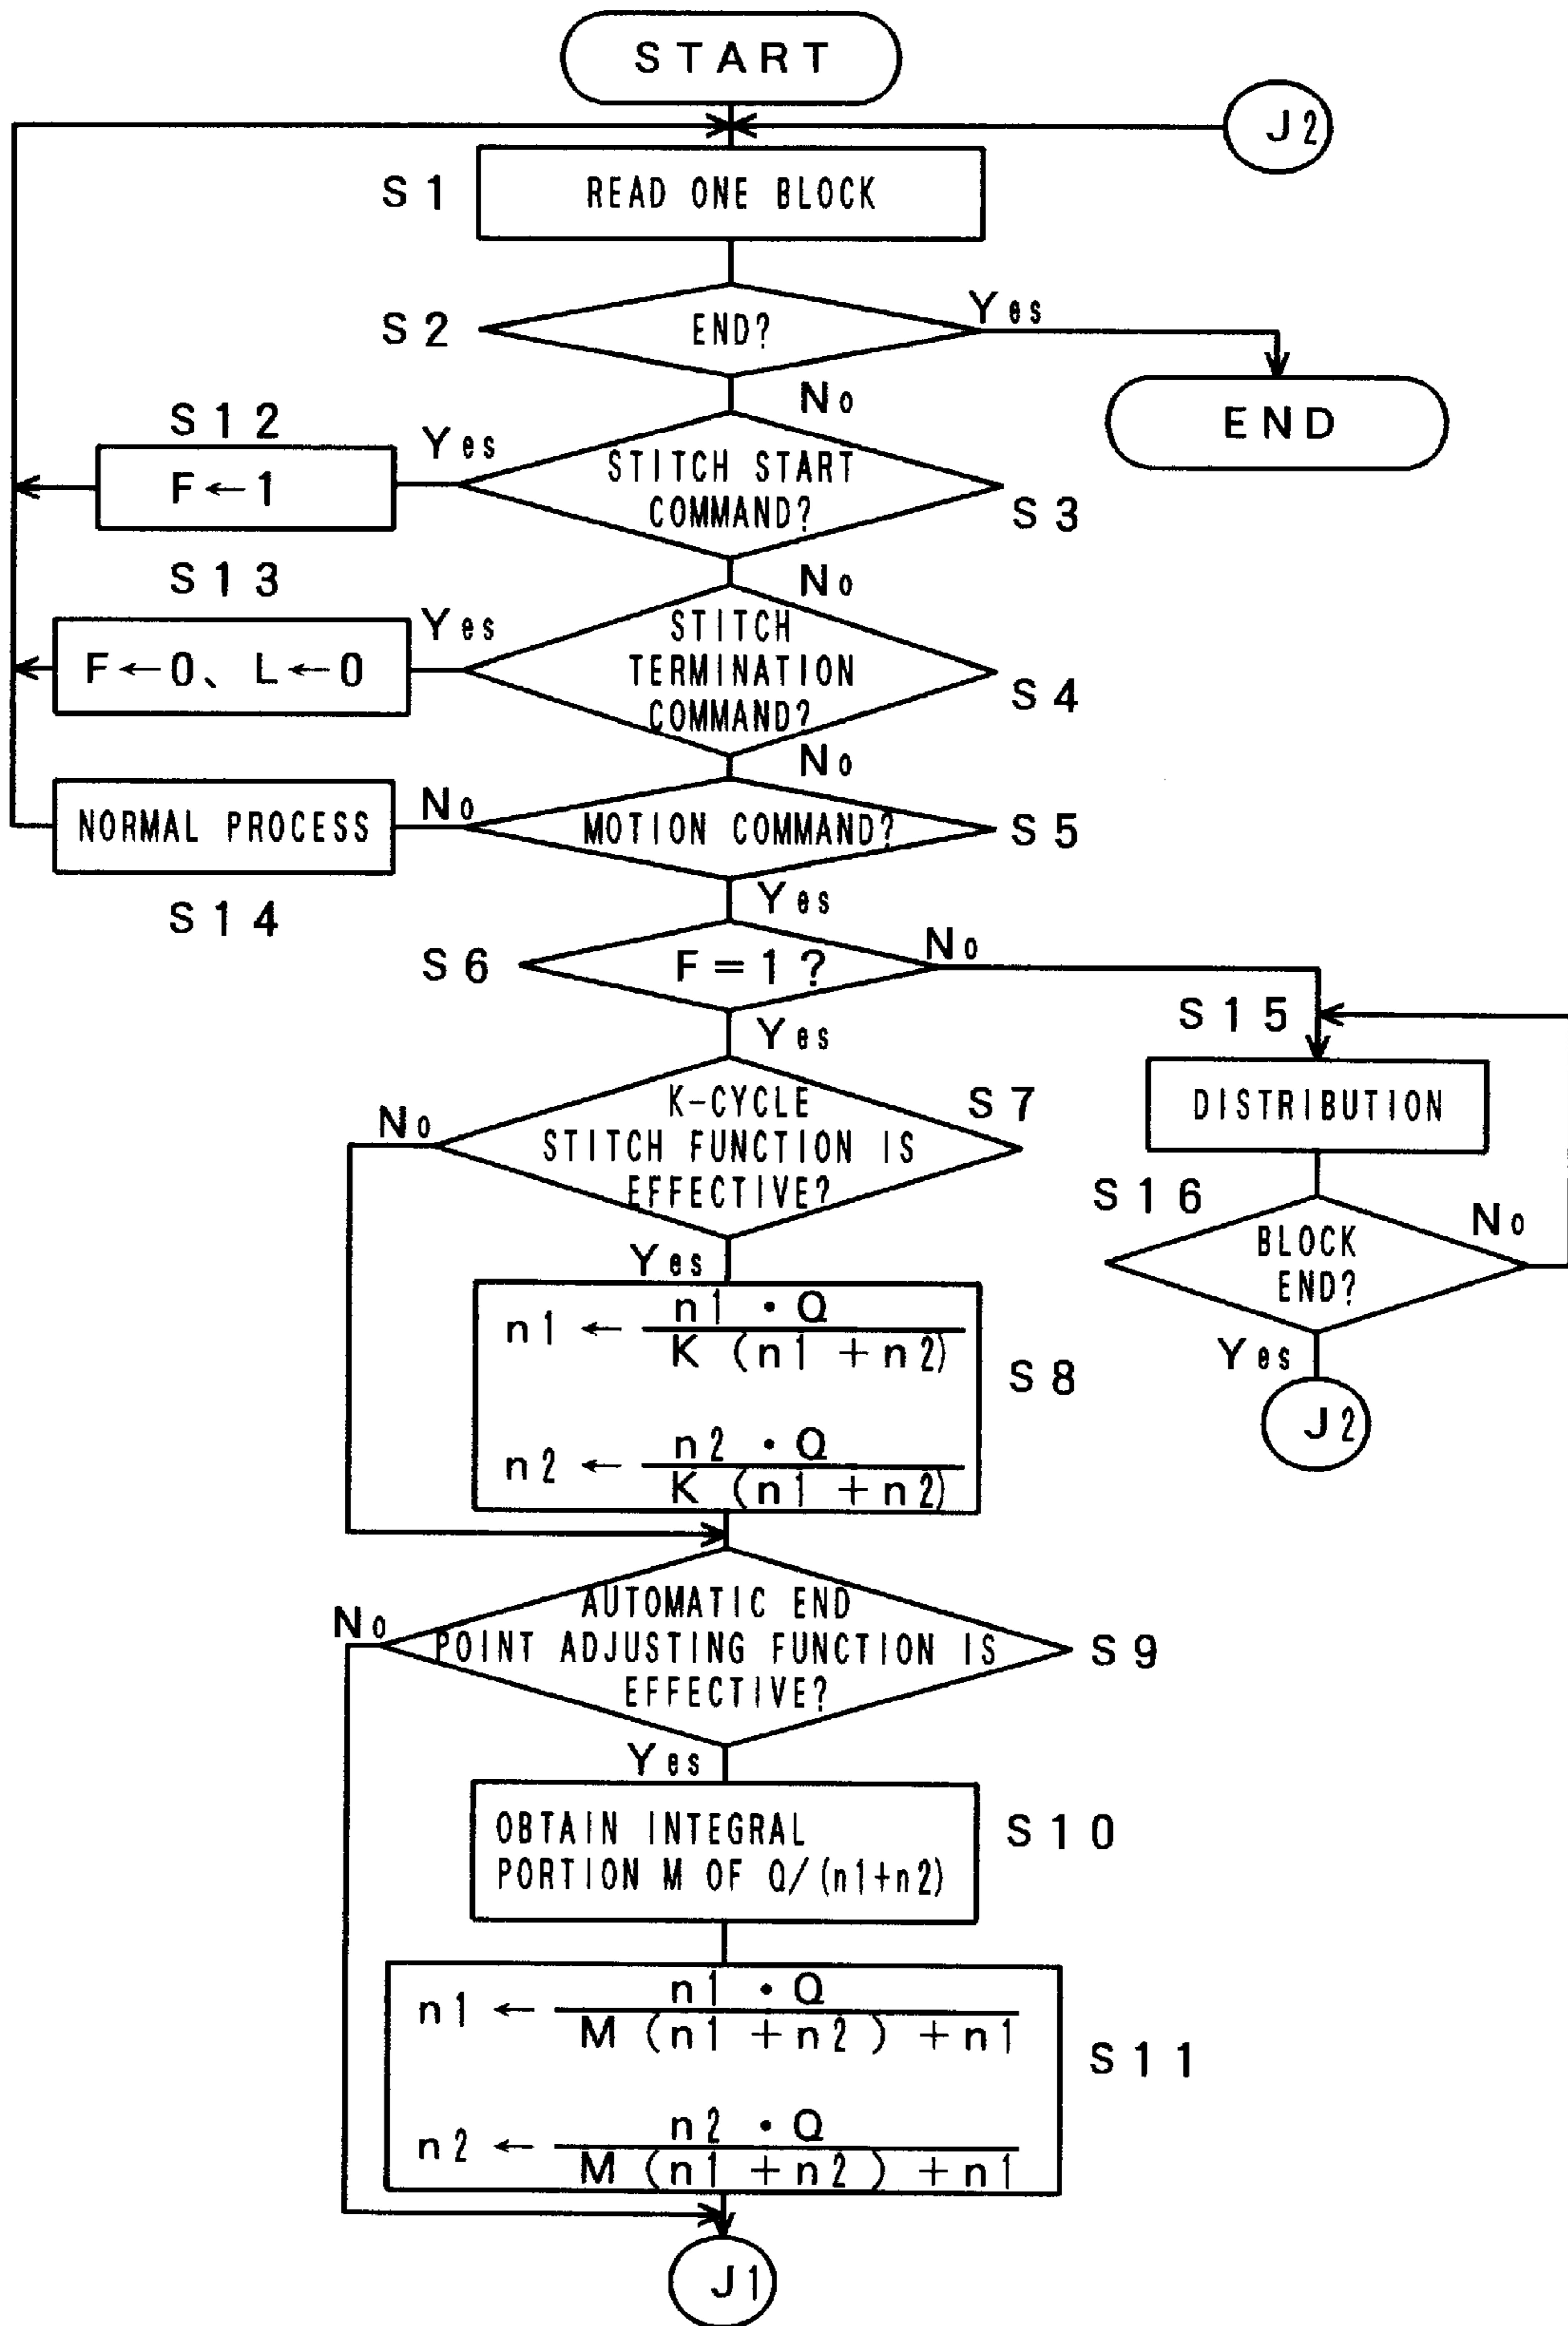 START
J2
S1
READ ONE BLOCK
S2
END?
Yes
No
END
S12
Yes
F←1
STITCH START
COMMAND?
S3
S13
No
Yes
F←0、L←0
STITCH
TERMINATION
COMMAND?
S4
No
NORMAL PROCESS
No
MOTION COMMAND?
S5
S14
Yes
S6
F=1?
No
Yes
S15
DISTRIBUTION
S16
BLOCK
END?
No
Yes
J2
No
K-CYCLE
STITCH FUNCTION IS
EFFECTIVE?
S7
Yes
n1 ← n1・Q
K (n1 +n2)
S8
n2 ← n2・Q
K (n1 +n2)
No
AUTOMATIC END
POINT ADJUSTING FUNCTION IS
EFFECTIVE?
S9
Yes
OBTAIN INTEGRAL
PORTION M OF Q/(n1+n2)
S10
n1 ← n1・Q
M (n1 +n2) +n1
S11
n2 ← n2・Q
M (n1 +n2) +n1
J1